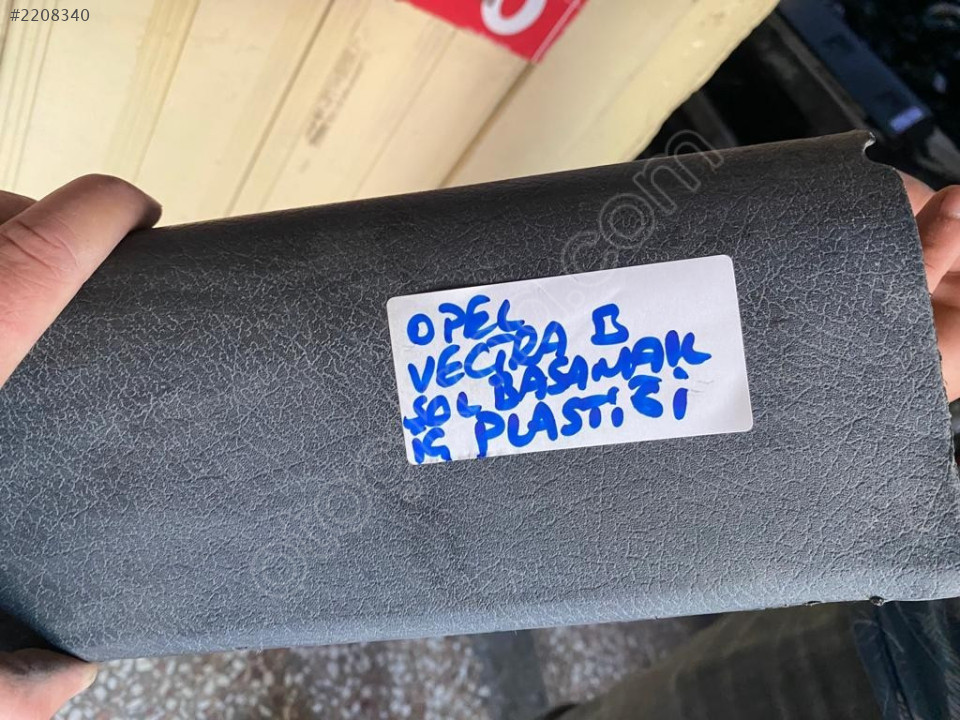 #2208340
OPEL
VECTRA B
SOL BASAMAK
İÇ PLASTİĞİ